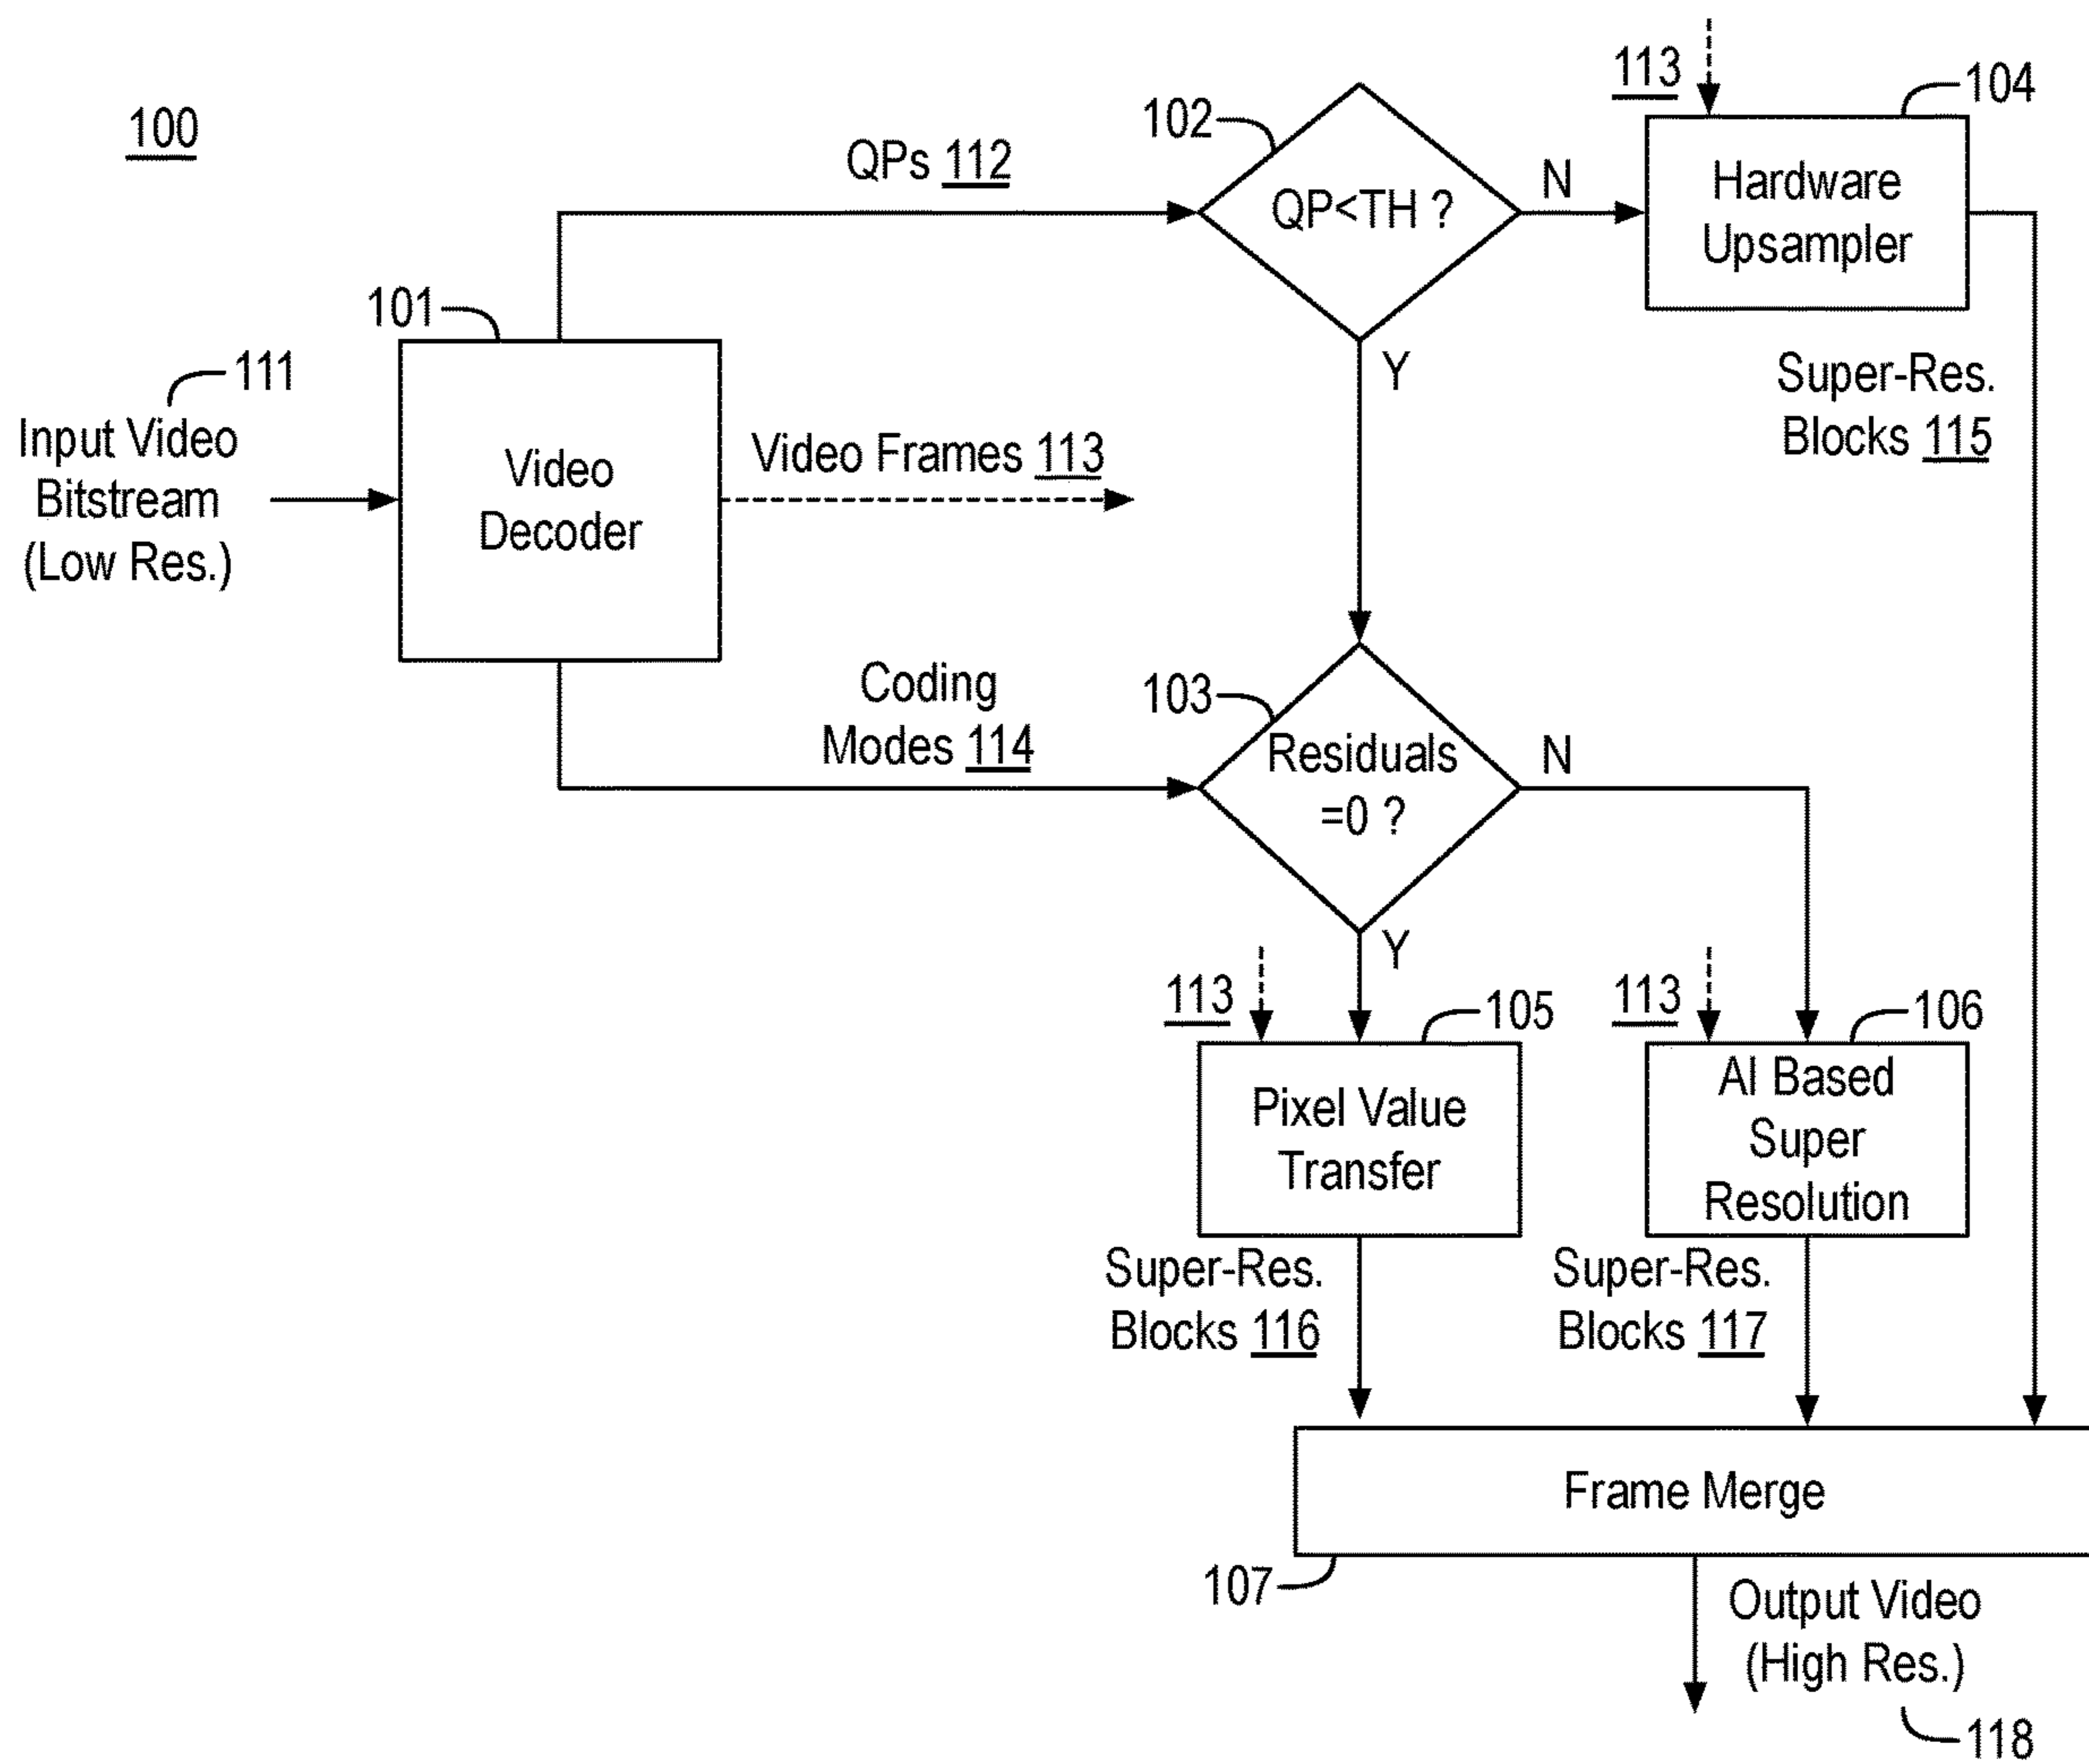 100
QPs 112
102
QP<TH ?
N
Y
113
104
Hardware
Upsampler
101
111
Input Video
Bitstream
(Low Res.)
Video
Decoder
Video Frames 113
Super-Res.
Blocks 115
Coding
Modes 114
103
Residuals
=0 ?
N
Y
113
105
Pixel Value
Transfer
113
106
AI Based
Super
Resolution
Super-Res.
Blocks 116
Super-Res.
Blocks 117
Frame Merge
107
Output Video
(High Res.)
118